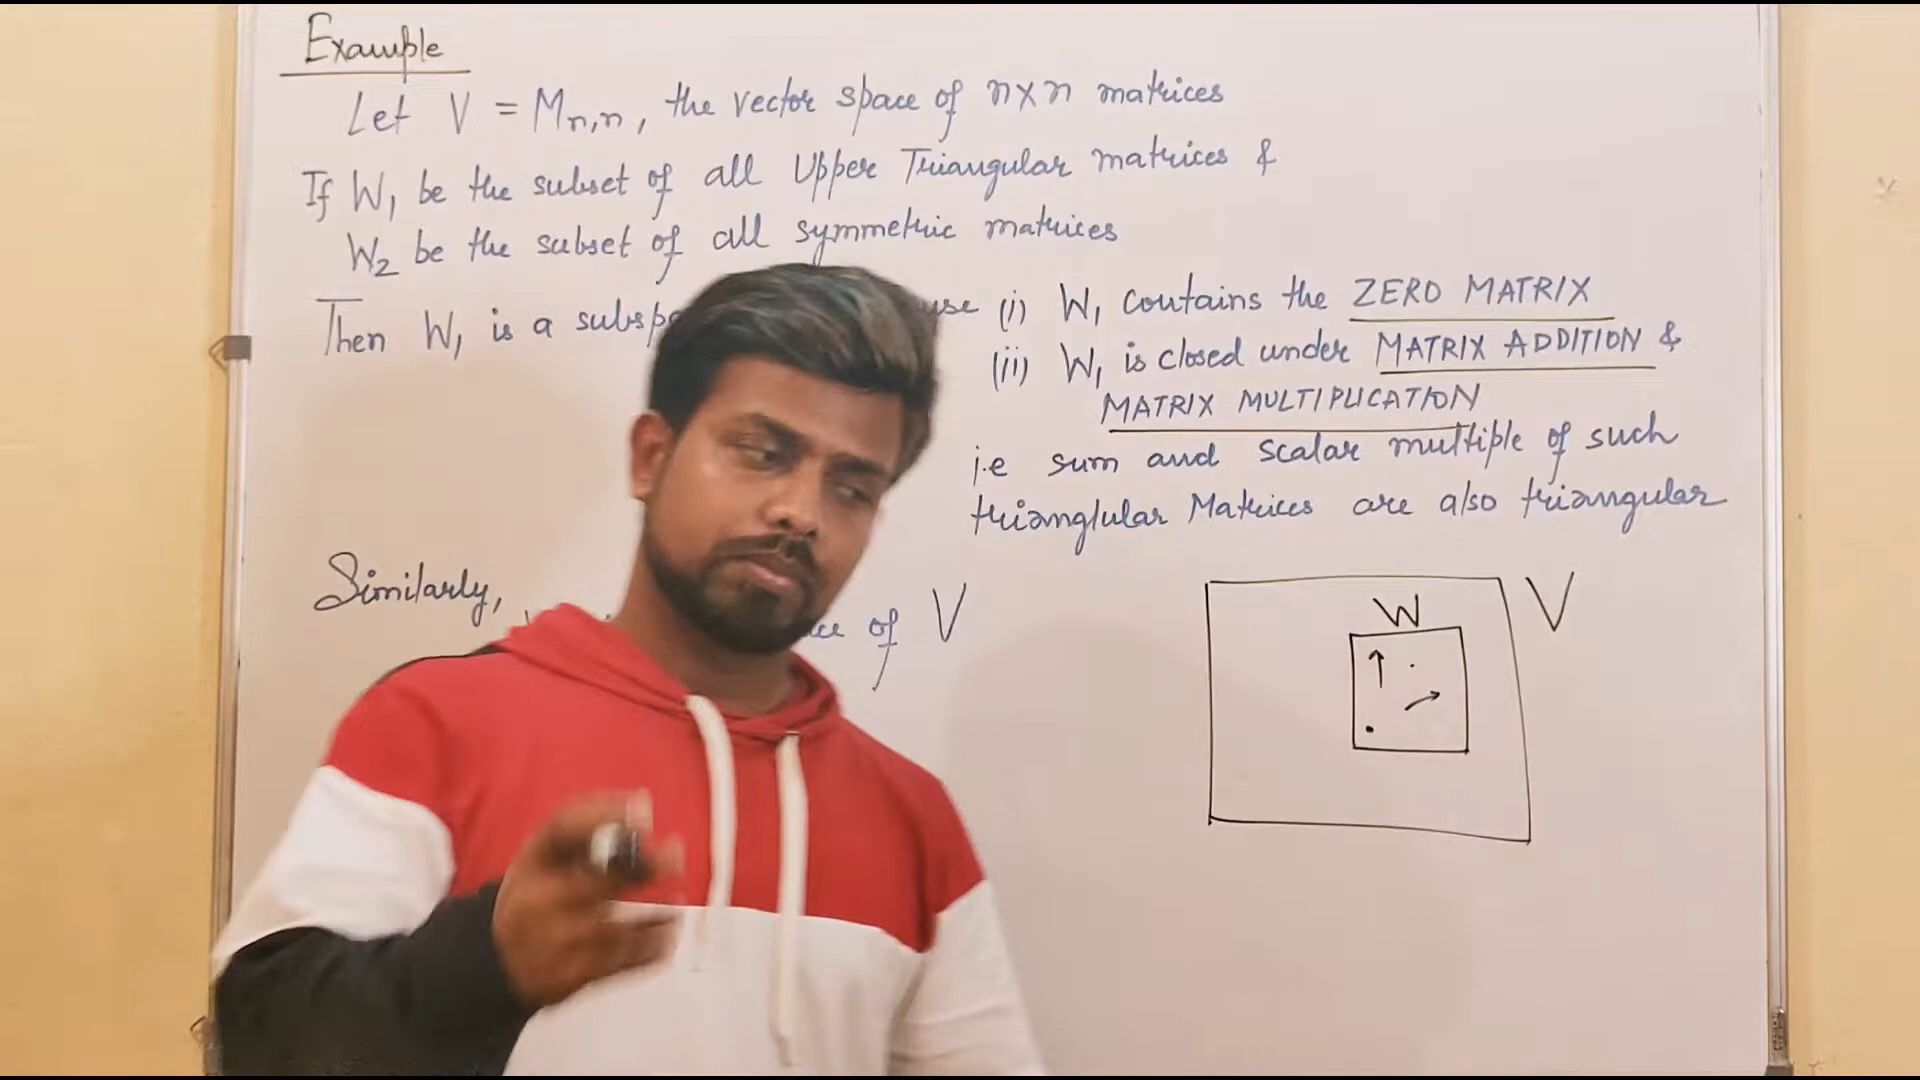 Example
Let V = Mn,n, the vector space of n×n matrices
If W1 be the subset of all Upper Triangular matrices &
W2 be the subset of all symmetric matrices
Then W1 is a (i) W1 contains the ZERO MATRIX
(ii) W1 is closed under MATRIX ADDITION &
MATRIX MULTIPLICATION
i.e sum and scalar multiple of such
trianglular Matrices are also triangular
Similarly,
of V
W
V